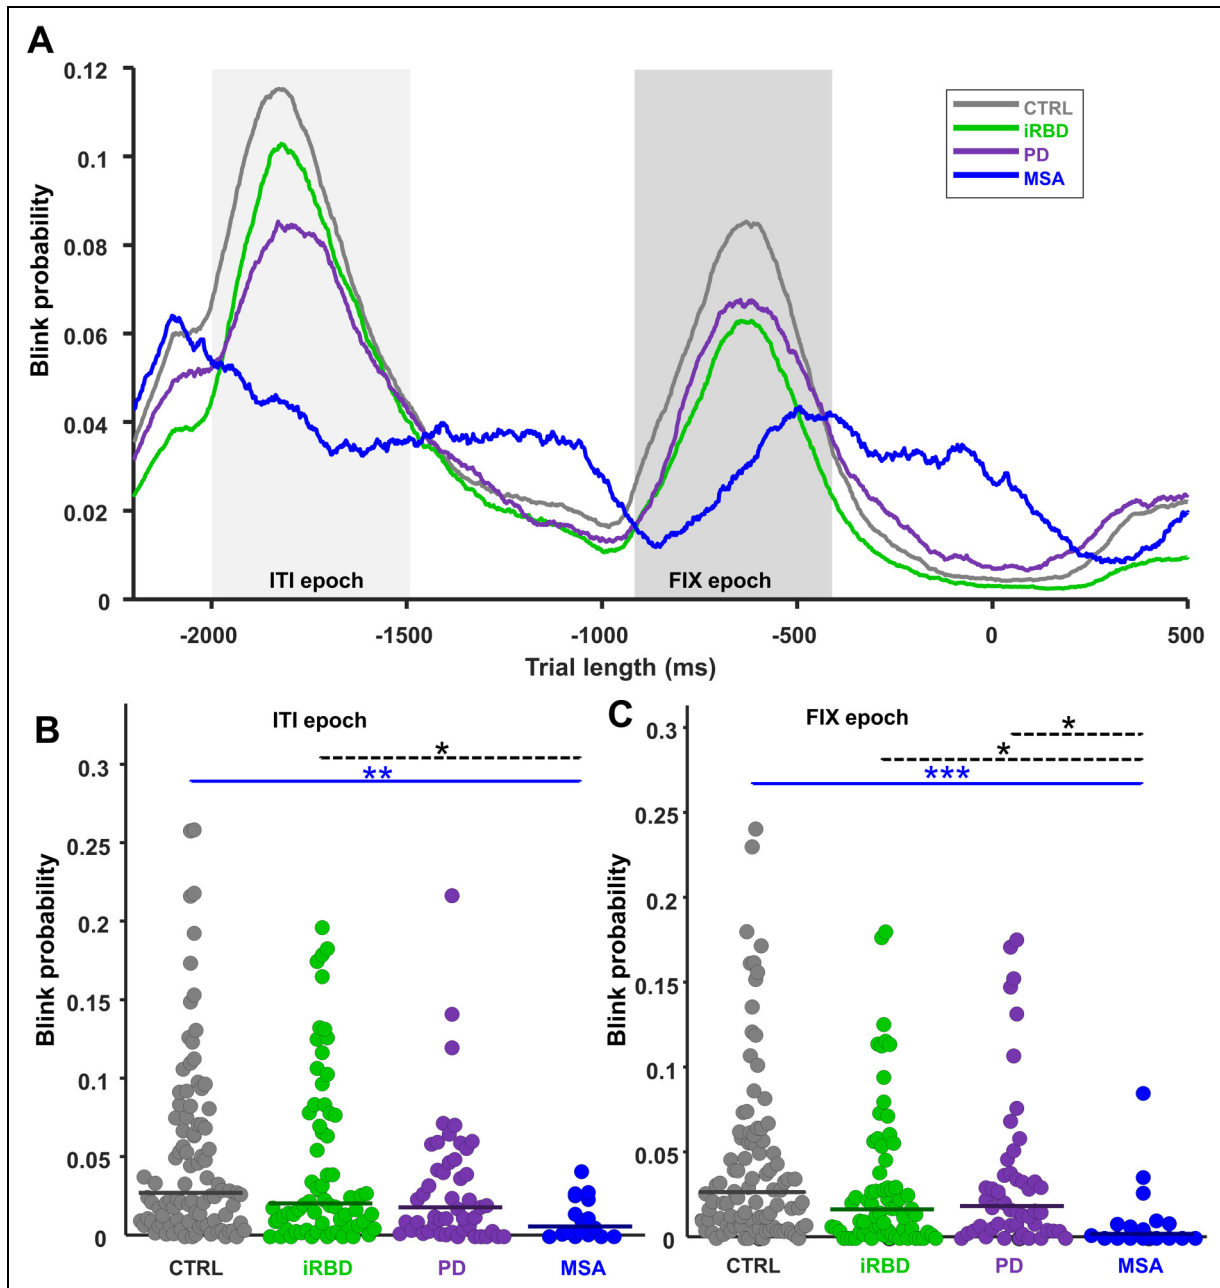 A
0.12
0.1
0.08
0.06
0.04
0.02
0
Blink probability
CTRL
iRBD
PD
MSA
ITI epoch
FIX epoch
-2000
-1500
-1000
-500
0
500
Trial length (ms)
B
ITI epoch
*
**
0.3
0.25
0.2
0.15
0.1
0.05
0
Blink probability
CTRL
iRBD
PD
MSA
C
FIX epoch
*
*
***
0.3
0.25
0.2
0.15
0.1
0.05
0
Blink probability
CTRL
iRBD
PD
MSA